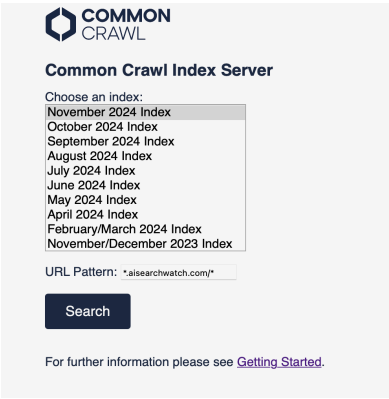 COMMON
CRAWL
Common Crawl Index Server
Choose an index:
November 2024 Index
October 2024 Index
September 2024 Index
August 2024 Index
July 2024 Index
June 2024 Index
May 2024 Index
April 2024 Index
February/March 2024 Index
November/December 2023 Index
URL Pattern: *.aisearchwatch.com/*
Search
For further information please see Getting Started.